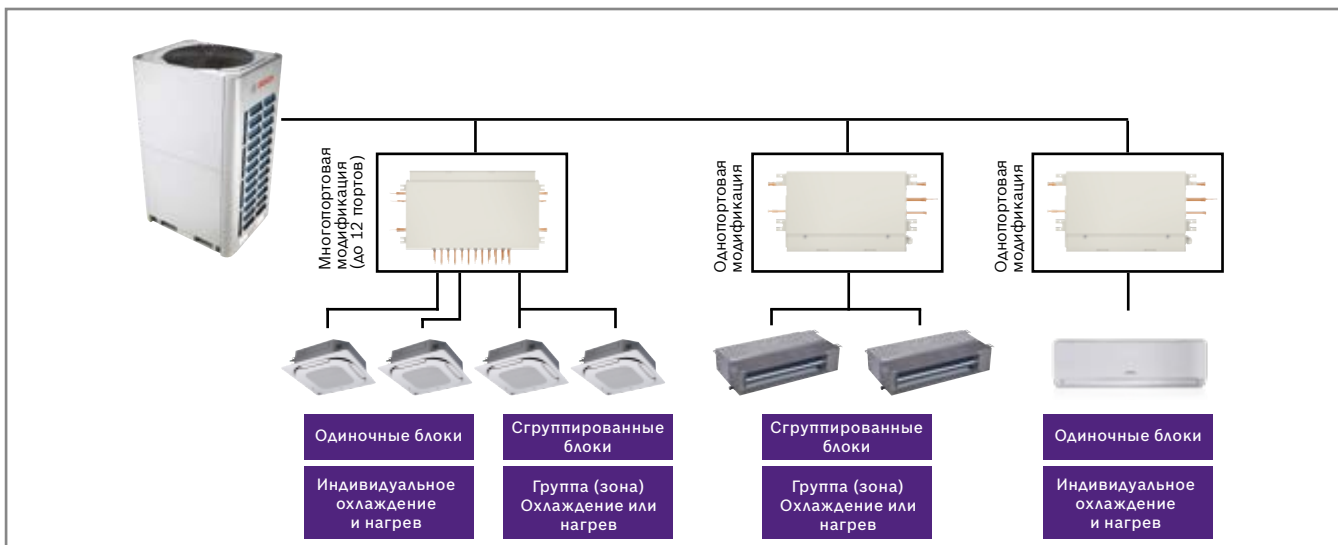 Многопортовая
модификация
(до 12 портов)
Однопортовая
модификация
Однопортовая
модификация
Одиночные блоки
Сгруппированные
блоки
Сгруппированные
блоки
Одиночные блоки
Индивидуальное
охлаждение
и нагрев
Группа (зона)
Охлаждение или
нагрев
Группа (зона)
Охлаждение или
нагрев
Индивидуальное
охлаждение
и нагрев